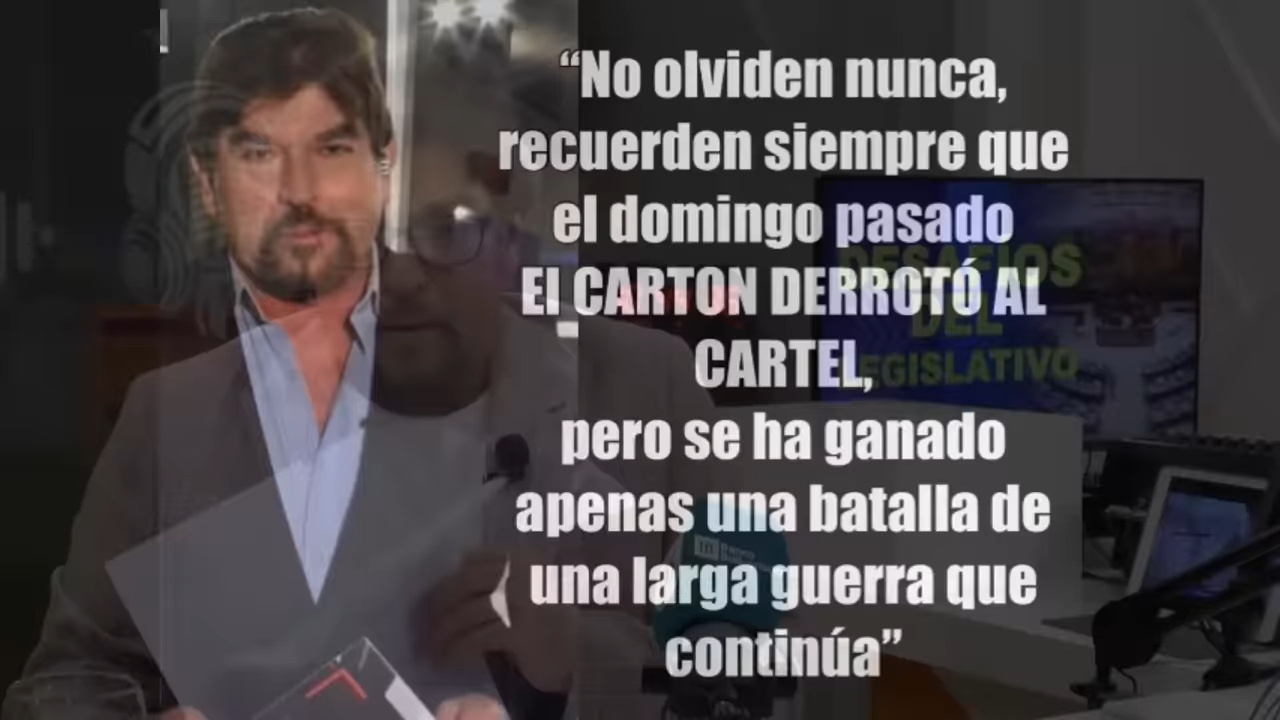 “No olviden nunca,
recuerden siempre que
el domingo pasado
El CARTON DERROTÓ AL
CARTEL,
pero se ha ganado
apenas una batalla de
una larga guerra que
continúa”
DESAFÍOS
DEL
LEGISLATIVO